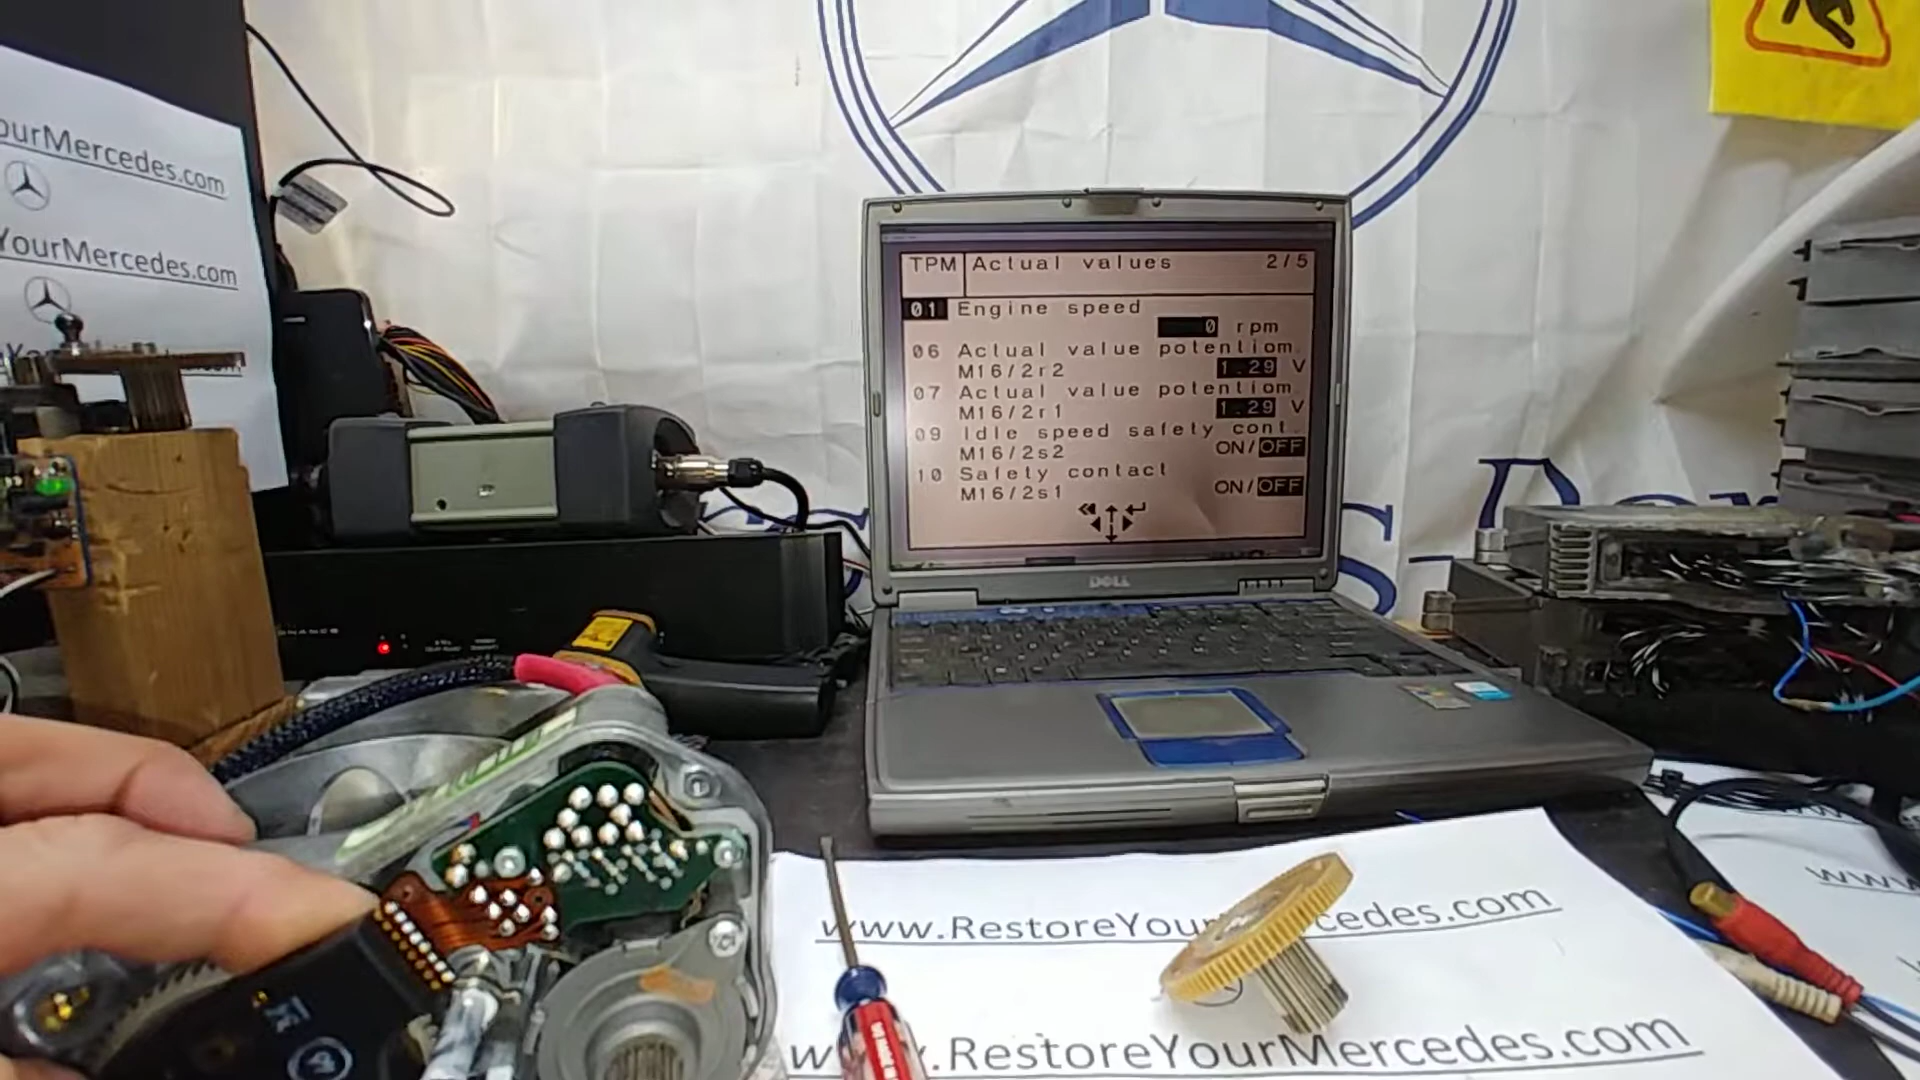 ourMercedes.com
YourMercedes.com
TPM Actual values 2/5
01 Engine speed
0 rpm
06 Actual value potentiom.
M16/2r2 1.29 V
07 Actual value potentiom.
M16/2r1 1.29 V
09 Idle speed safety cont.
M16/2s2 ON/OFF
10 Safety contact
M16/2s1 ON/OFF
DELL
www.RestoreYour cedes.com
www.RestoreYourMercedes.com